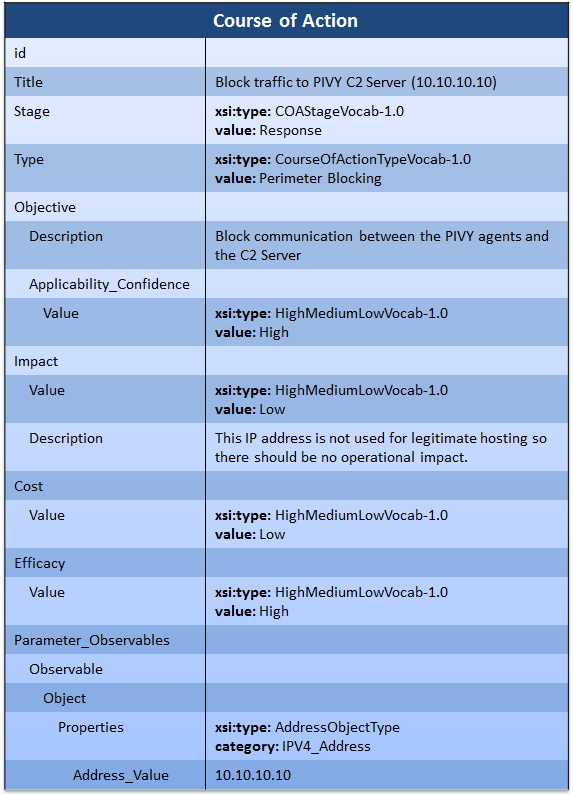 Course of Action
id
Title Block traffic to PIVY C2 Server (10.10.10.10)
Stage xsi:type: COAStageVocab-1.0
value: Response
Type xsi:type: CourseOfActionTypeVocab-1.0
value: Perimeter Blocking
Objective
Description Block communication between the PIVY agents and
the C2 Server
Applicability_Confidence
Value xsi:type: HighMediumLowVocab-1.0
value: High
Impact
Value xsi:type: HighMediumLowVocab-1.0
value: Low
Description This IP address is not used for legitimate hosting so
there should be no operational impact.
Cost
Value xsi:type: HighMediumLowVocab-1.0
value: Low
Efficacy
Value xsi:type: HighMediumLowVocab-1.0
value: High
Parameter_Observables
Observable
Object
Properties xsi:type: AddressObjectType
category: IPV4_Address
Address_Value 10.10.10.10